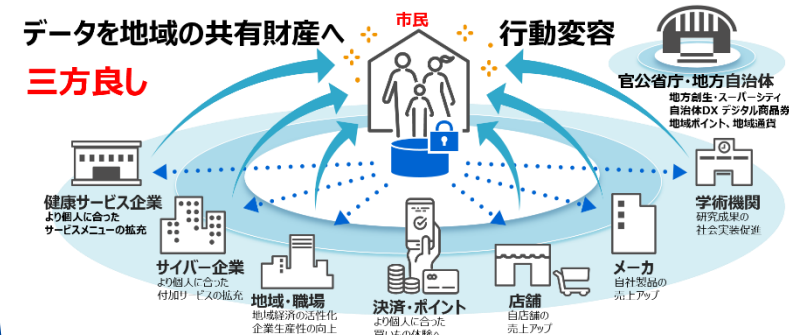 市民
データを地域の共有財産へ
行動変容
三方良し
官公省庁・地方自治体
地方創生・スーパーシティ
自治体DX デジタル商品券
地域ポイント、地域通貨
健康サービス企業
より個人に合った
サービスメニューの拡充
サイバー企業
より個人に合った
付加サービスの拡充
地域・職場
地域経済の活性化
企業生産性の向上
決済・ポイント
より個人に合った
買いもの体験へ
店舗
自店舗の
売上アップ
メーカ
自社製品の
売上アップ
学術機関
研究成果の
社会実装促進